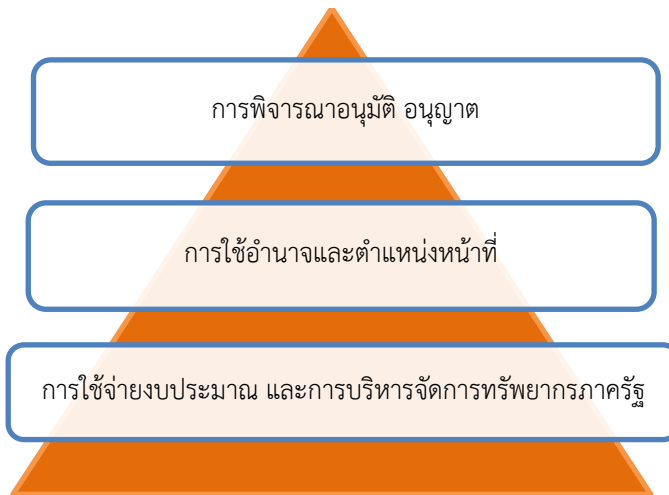 การพิจารณาอนุมัติ อนุญาต
การใช้อำนาจและตำแหน่งหน้าที่
การใช้จ่ายงบประมาณ และการบริหารจัดการทรัพยากรภาครัฐ